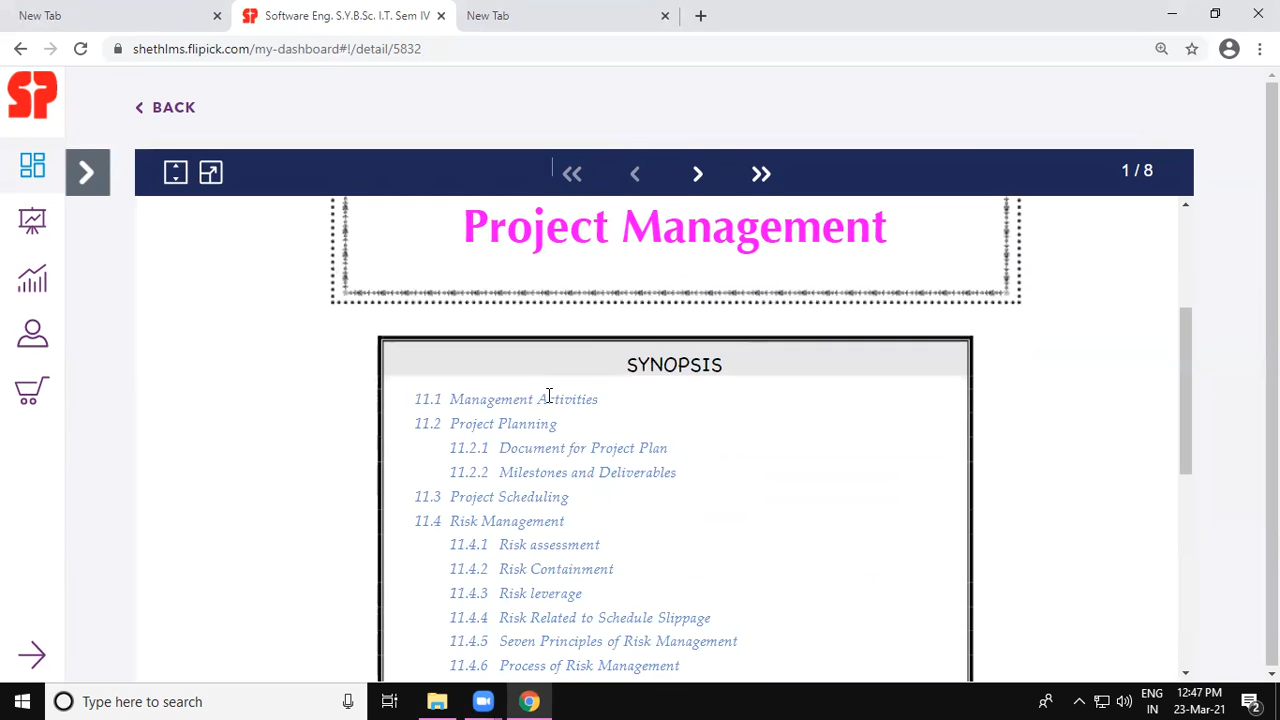 New Tab
Software Eng. S.Y.B.Sc. I.T. Sem IV
New Tab
shethlms.flipick.com/my-dashboard#!/detail/5832
SP
BACK
1 / 8
Project Management
SYNOPSIS
11.1 Management Activities
11.2 Project Planning
11.2.1 Document for Project Plan
11.2.2 Milestones and Deliverables
11.3 Project Scheduling
11.4 Risk Management
11.4.1 Risk assessment
11.4.2 Risk Containment
11.4.3 Risk leverage
11.4.4 Risk Related to Schedule Slippage
11.4.5 Seven Principles of Risk Management
11.4.6 Process of Risk Management
Type here to search
ENG
IN
12:47 PM
23-Mar-21
2